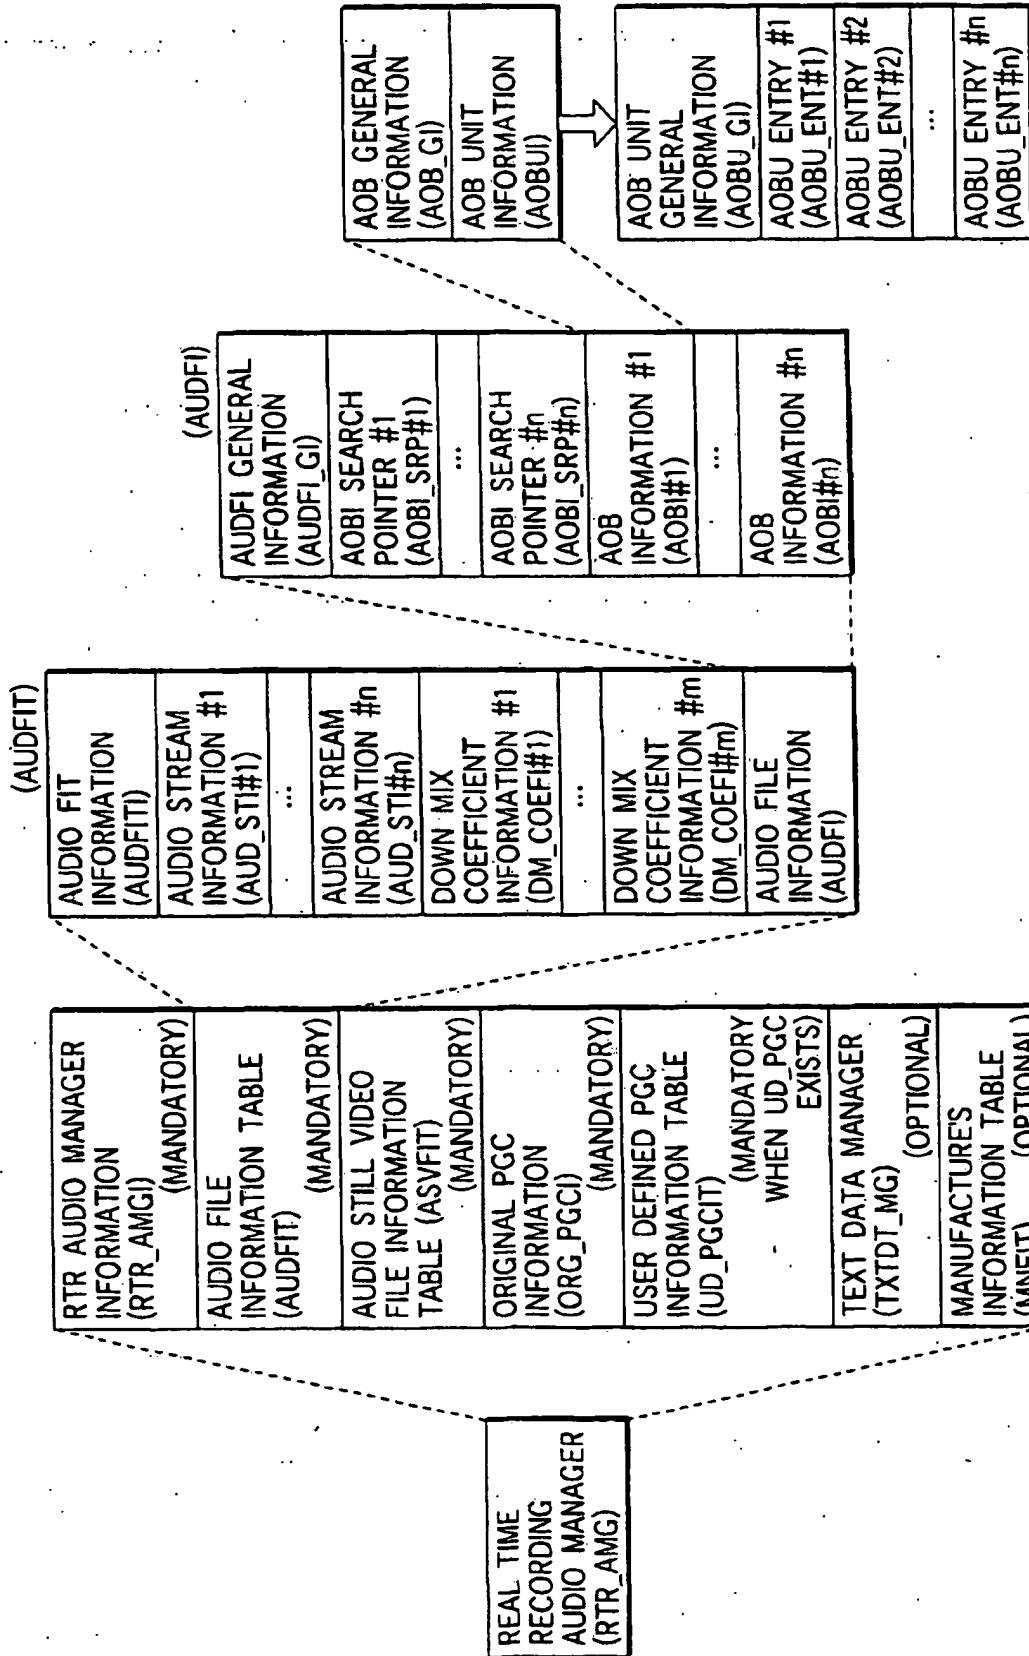 REAL TIME
RECORDING
AUDIO MANAGER
(RTR_AMG)
RTR AUDIO MANAGER
INFORMATION
(RTR_AMGI)
(MANDATORY)
AUDIO FILE
INFORMATION TABLE
(AUDFIT)
(MANDATORY)
AUDIO STILL VIDEO
FILE INFORMATION
TABLE (ASVFIT)
(MANDATORY)
ORIGINAL PGC
INFORMATION
(ORG_PGCI)
(MANDATORY)
USER DEFINED PGC
INFORMATION TABLE
(UD_PGCIT)
(MANDATORY
WHEN UD_PGC
EXISTS)
TEXT DATA MANAGER
(TXTDT_MG)
(OPTIONAL)
MANUFACTURE'S
INFORMATION TABLE
(MNFIT) (OPTIONAL)
(AUDFIT)
AUDIO FIT
INFORMATION
(AUDFITI)
AUDIO STREAM
INFORMATION #1
(AUD_STI#1)
...
AUDIO STREAM
INFORMATION #n
(AUD_STI#n)
DOWN MIX
COEFFICIENT
INFORMATION #1
(DM_COEFI#1)
...
DOWN MIX
COEFFICIENT
INFORMATION #m
(DM_COEFI#m)
AUDIO FILE
INFORMATION
(AUDFI)
(AUDFI)
AUDFI GENERAL
INFORMATION
(AUDFI_GI)
AOBI SEARCH
POINTER #1
(AOBI_SRP#1)
...
AOBI SEARCH
POINTER #n
(AOBI_SRP#n)
AOB
INFORMATION #1
(AOBI#1)
...
AOB
INFORMATION #n
(AOBI#n)
AOB GENERAL
INFORMATION
(AOB_GI)
AOB UNIT
INFORMATION
(AOBUI)
AOB UNIT
GENERAL
INFORMATION
(AOBU_GI)
AOBU ENTRY #1
(AOBU_ENT#1)
AOBU ENTRY #2
(AOBU_ENT#2)
...
AOBU ENTRY #n
(AOBU_ENT#n)